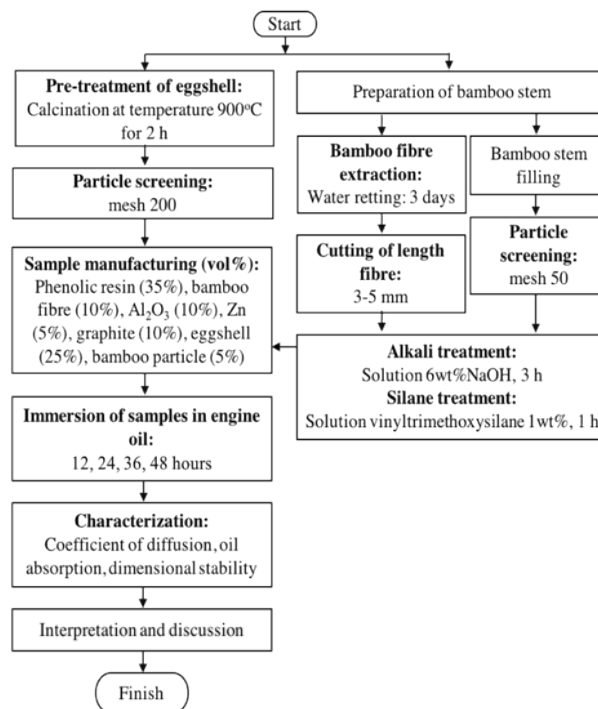 Start
Pre-treatment of eggshell:
Calcination at temperature 900°C
for 2 h
Particle screening:
mesh 200
Sample manufacturing (vol%):
Phenolic resin (35%), bamboo
fibre (10%), Al₂O₃ (10%), Zn
(5%), graphite (10%), eggshell
(25%), bamboo particle (5%)
Immersion of samples in engine
oil:
12, 24, 36, 48 hours
Characterization:
Coefficient of diffusion, oil
absorption, dimensional stability
Interpretation and discussion
Finish
Preparation of bamboo stem
Bamboo fibre
extraction:
Water retting: 3 days
Cutting of length
fibre:
3-5 mm
Bamboo stem
filling
Particle
screening:
mesh 50
Alkali treatment:
Solution 6wt%NaOH, 3 h
Silane treatment:
Solution vinyltrimethoxysilane 1wt%, 1 h